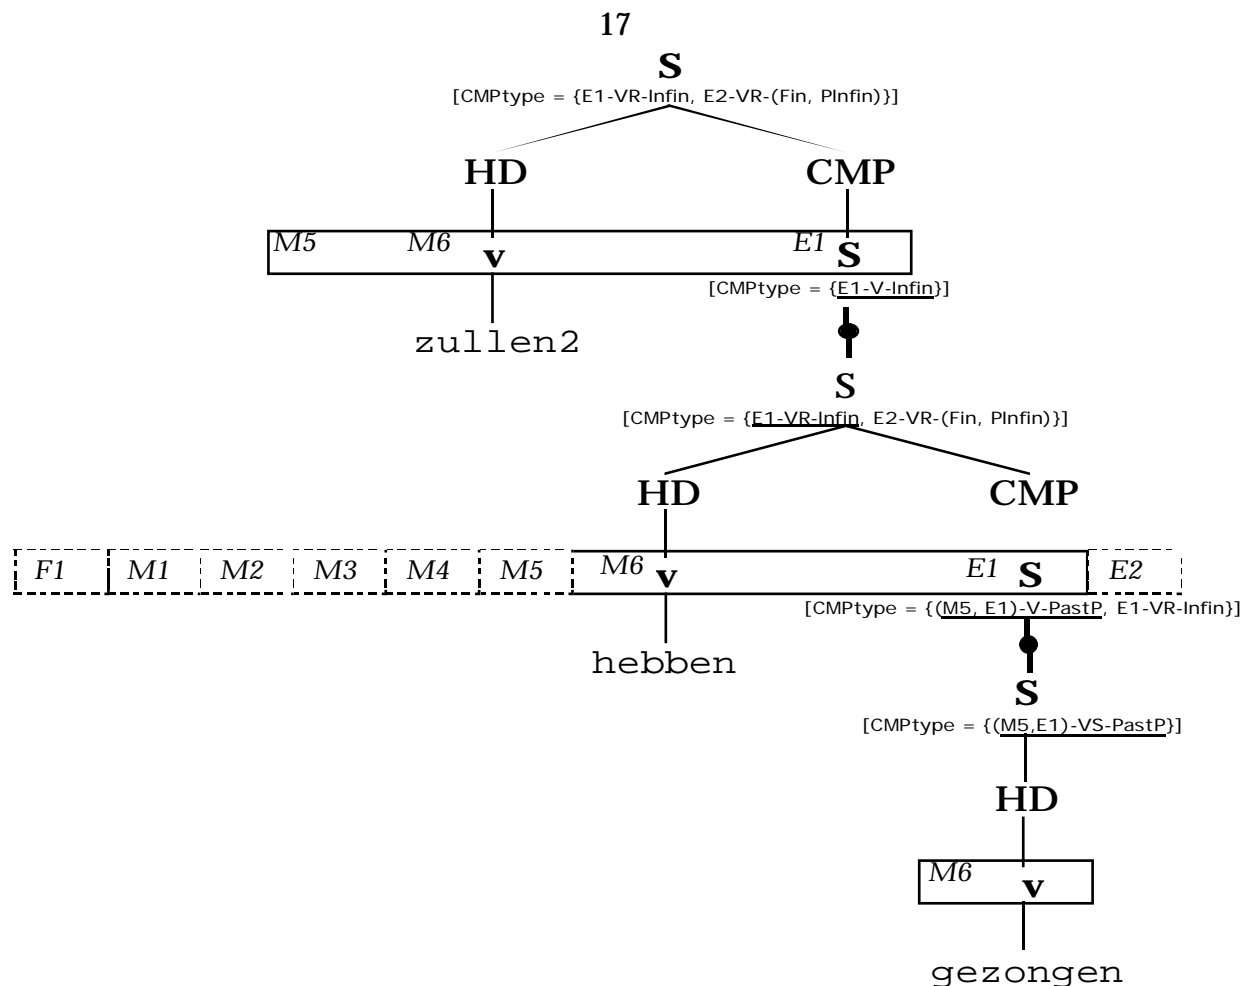 17
S
[CMPtype = {E1-VR-Infin, E2-VR-(Fin, PInfin)}]
HD CMP
M5 M6 v E1 S
[CMPtype = {E1-V-Infin}]
zullen2
S
[CMPtype = {E1-VR-Infin, E2-VR-(Fin, PInfin)}]
HD CMP
F1 M1 M2 M3 M4 M5 M6 v E1 S E2
[CMPtype = {(M5, E1)-V-PastP, E1-VR-Infin}]
hebben
S
[CMPtype = {(M5,E1)-VS-PastP}]
HD
M6 v
gezongen